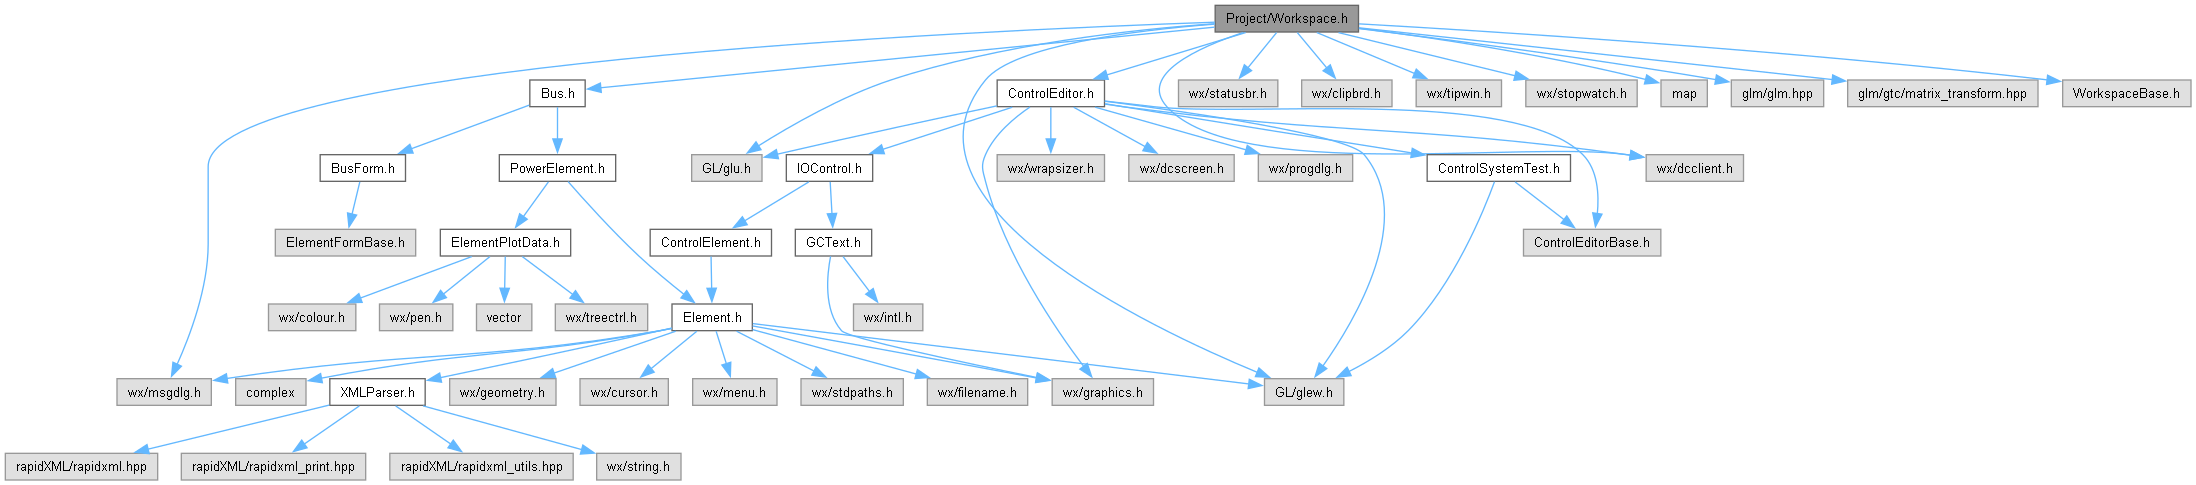 Project/Workspace.h
Bus.h
ControlEditor.h
wx/statusbr.h
wx/clipbrd.h
wx/tipwin.h
wx/stopwatch.h
map
glm/glm.hpp
glm/gtc/matrix_transform.hpp
WorkspaceBase.h
BusForm.h
PowerElement.h
GL/glu.h
IOControl.h
wx/wrapsizer.h
wx/dcscreen.h
wx/progdlg.h
ControlSystemTest.h
wx/dcclient.h
ElementFormBase.h
ElementPlotData.h
ControlElement.h
GCText.h
ControlEditorBase.h
wx/colour.h
wx/pen.h
vector
wx/treectrl.h
Element.h
wx/intl.h
wx/msgdlg.h
complex
XMLParser.h
wx/geometry.h
wx/cursor.h
wx/menu.h
wx/stdpaths.h
wx/filename.h
wx/graphics.h
GL/glew.h
rapidXML/rapidxml.hpp
rapidXML/rapidxml_print.hpp
rapidXML/rapidxml_utils.hpp
wx/string.h